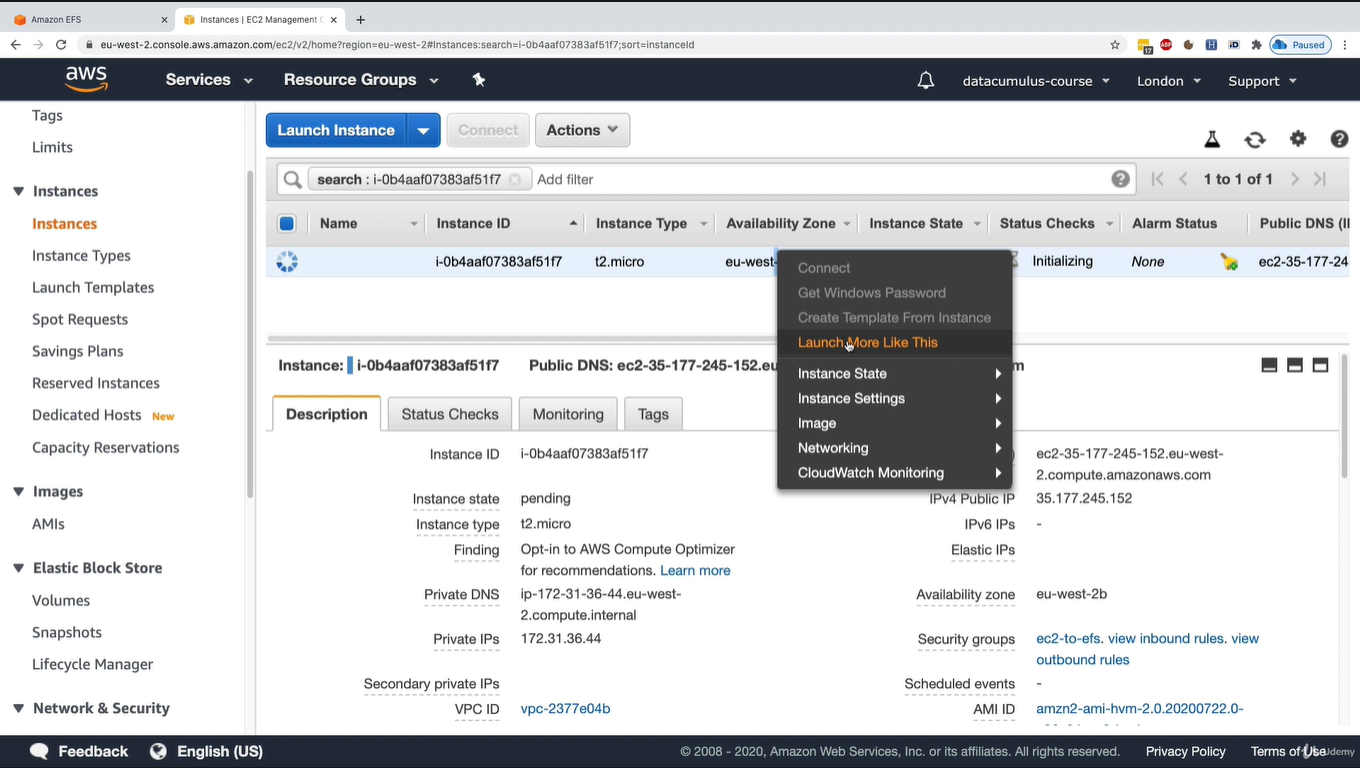 Amazon EFS
Instances | EC2 Management C
eu-west-2.console.aws.amazon.com/ec2/v2/home?region=eu-west-2#Instances:search=i-0b4aaf07383af51f7;sort=instanceId
17
ABP
H
iD
Paused
aws
Services
Resource Groups
datacumulus-course
London
Support
Tags
Limits
Instances
Instances
Instance Types
Launch Templates
Spot Requests
Savings Plans
Reserved Instances
Dedicated Hosts New
Capacity Reservations
Images
AMIs
Elastic Block Store
Volumes
Snapshots
Lifecycle Manager
Network & Security
Launch Instance
Connect
Actions
search : i-0b4aaf07383af51f7
Add filter
1 to 1 of 1
Name
Instance ID
Instance Type
Availability Zone
Instance State
Status Checks
Alarm Status
Public DNS (I
i-0b4aaf07383af51f7
t2.micro
eu-west-
Initializing
None
ec2-35-177-24
Connect
Get Windows Password
Create Template From Instance
Launch More Like This
Instance State
Instance Settings
Image
Networking
CloudWatch Monitoring
Instance: i-0b4aaf07383af51f7
Public DNS: ec2-35-177-245-152.eu
m
Description
Status Checks
Monitoring
Tags
Instance ID i-0b4aaf07383af51f7
Instance state pending
Instance type t2.micro
Finding Opt-in to AWS Compute Optimizer
for recommendations. Learn more
Private DNS ip-172-31-36-44.eu-west-
2.compute.internal
Private IPs 172.31.36.44
Secondary private IPs
VPC ID vpc-2377e04b
ec2-35-177-245-152.eu-west-
2.compute.amazonaws.com
IPv4 Public IP 35.177.245.152
IPv6 IPs -
Elastic IPs
Availability zone eu-west-2b
Security groups ec2-to-efs. view inbound rules. view
outbound rules
Scheduled events -
AMI ID amzn2-ami-hvm-2.0.20200722.0-
Feedback
English (US)
© 2008 - 2020, Amazon Web Services, Inc. or its affiliates. All rights reserved.
Privacy Policy
Terms of Use
Udemy